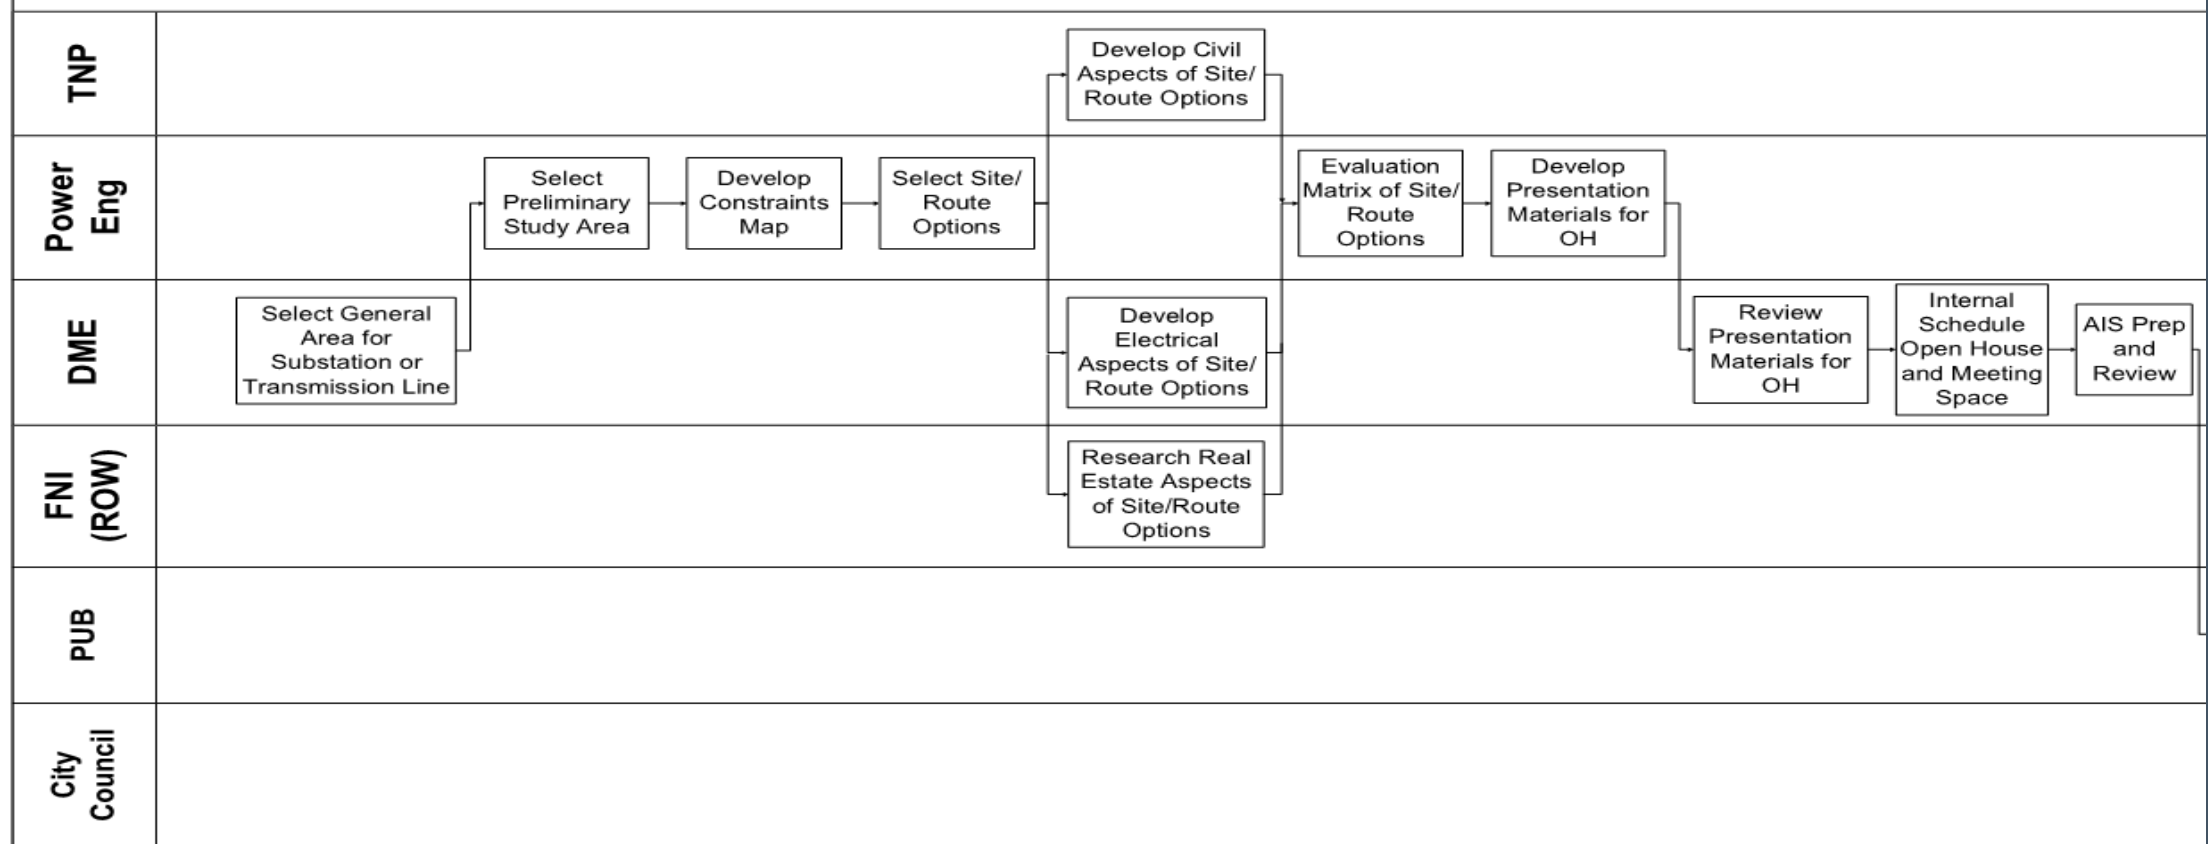 TNP
Develop Civil
Aspects of Site/
Route Options
Power
Eng
Select
Preliminary
Study Area
Develop
Constraints
Map
Select Site/
Route
Options
Evaluation
Matrix of Site/
Route
Options
Develop
Presentation
Materials for
OH
DME
Select General
Area for
Substation or
Transmission Line
Develop
Electrical
Aspects of Site/
Route Options
Review
Presentation
Materials for
OH
Internal
Schedule
Open House
and Meeting
Space
AIS Prep
and
Review
FNI
(ROW)
Research Real
Estate Aspects
of Site/Route
Options
PUB
City
Council